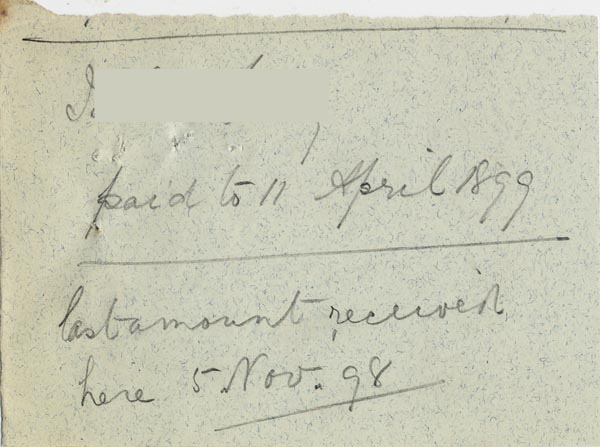 paid to 11 April 1899
last amount received
here 5. Nov. 98